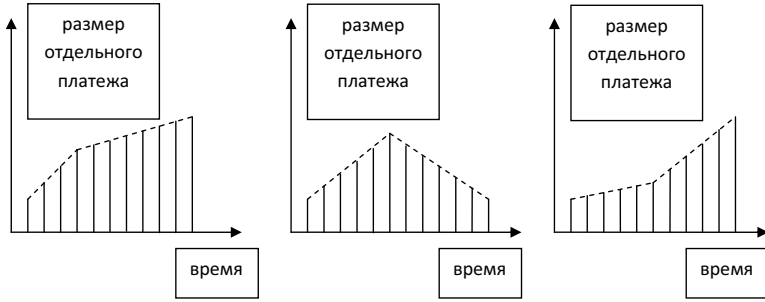 размер
отдельного
платежа
время
размер
отдельного
платежа
время
размер
отдельного
платежа
время